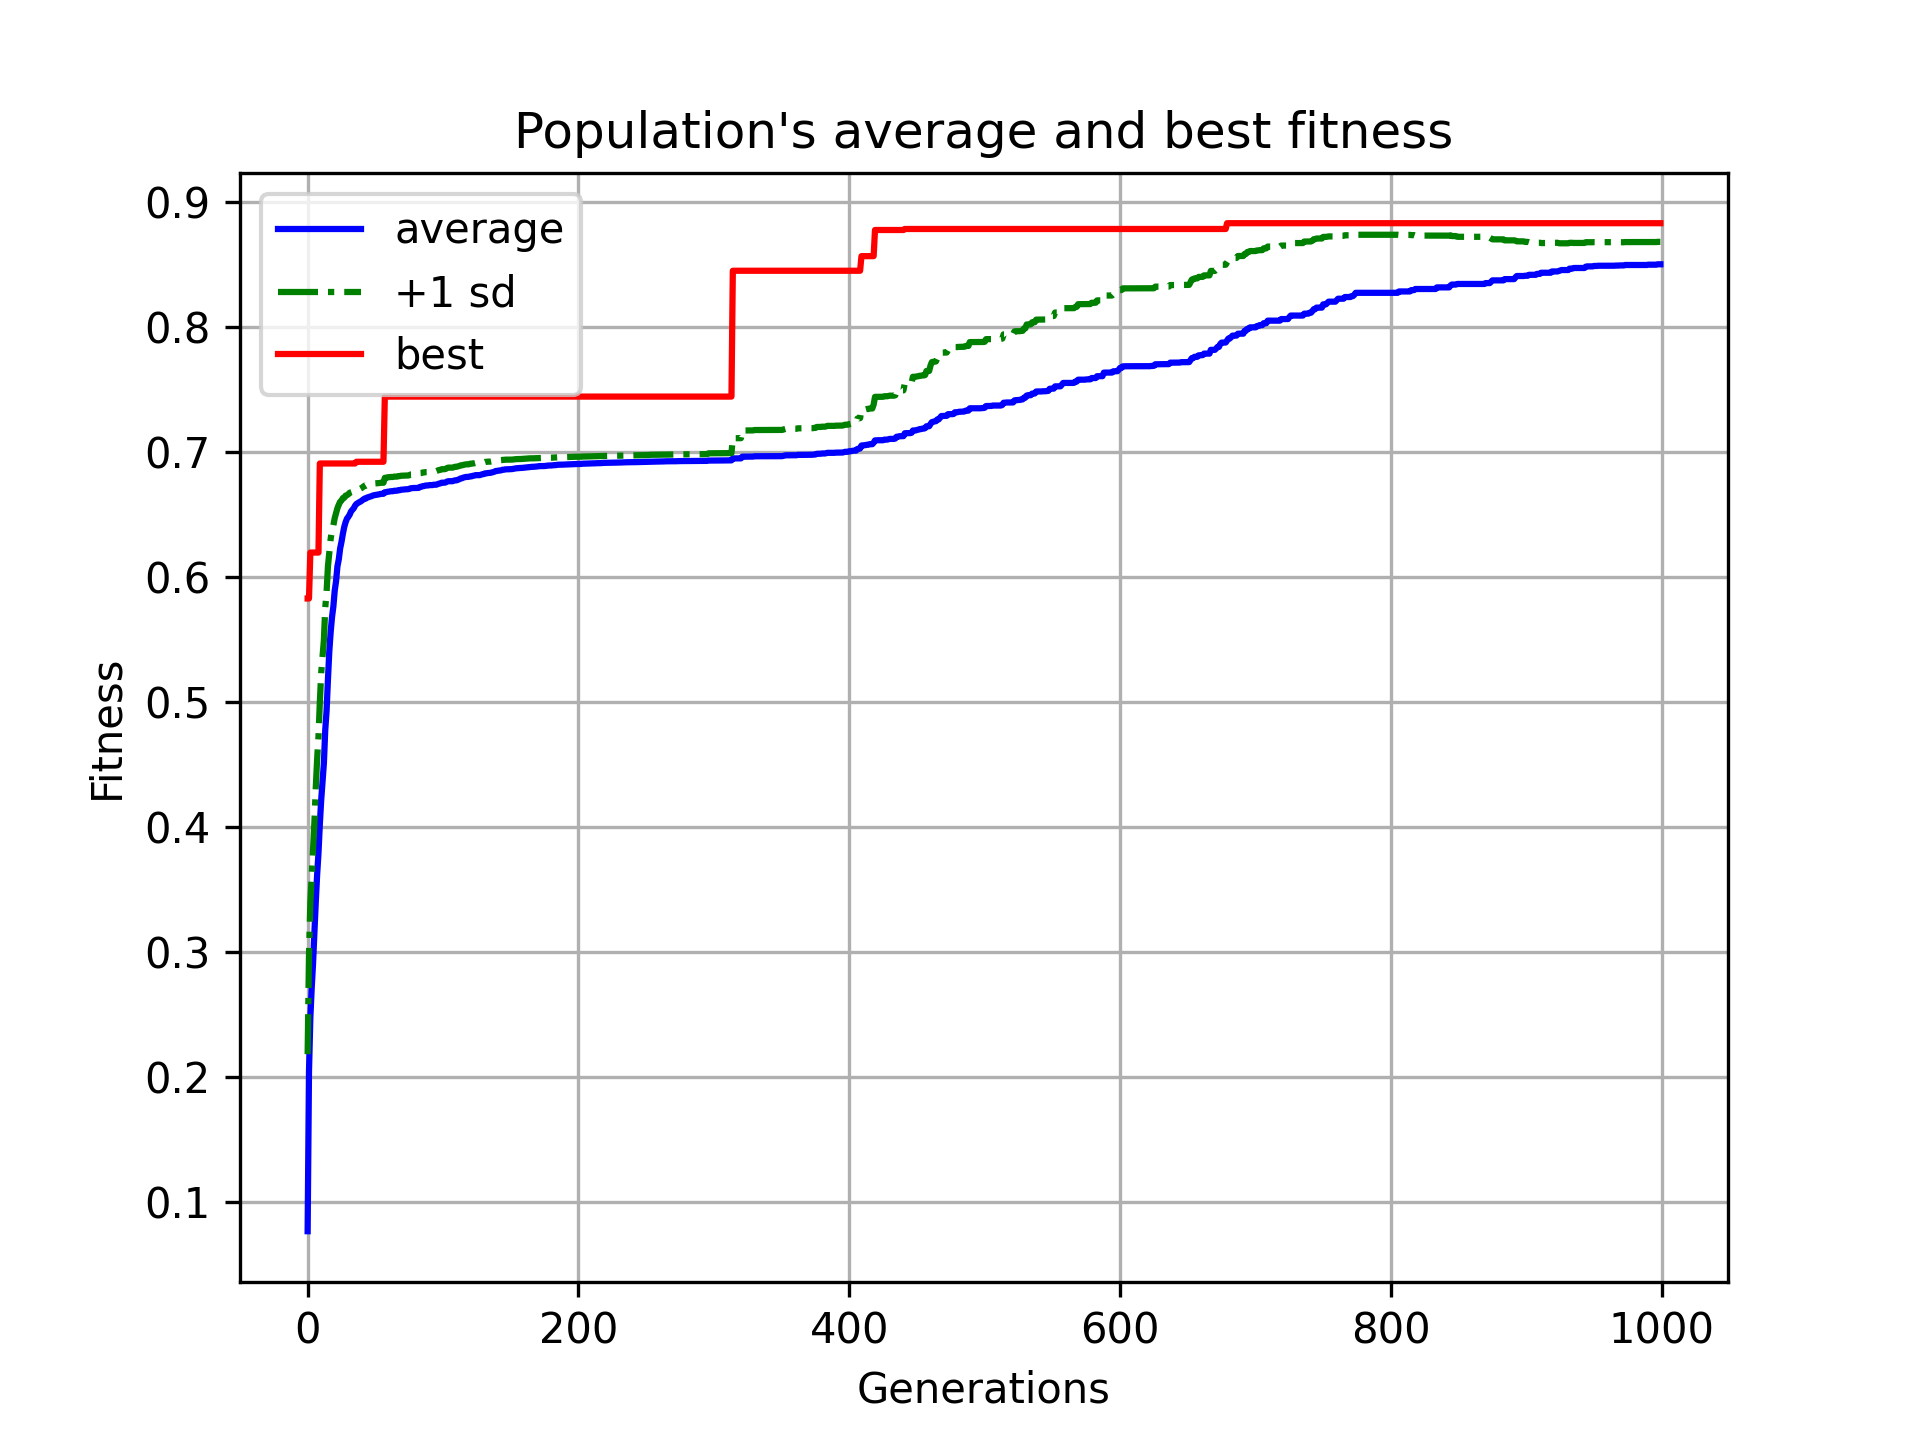 Population's average and best fitness
average
+1 sd
best
0.9
0.8
0.7
0.6
0.5
0.4
0.3
0.2
0.1
Fitness
0 200 400 600 800 1000
Generations